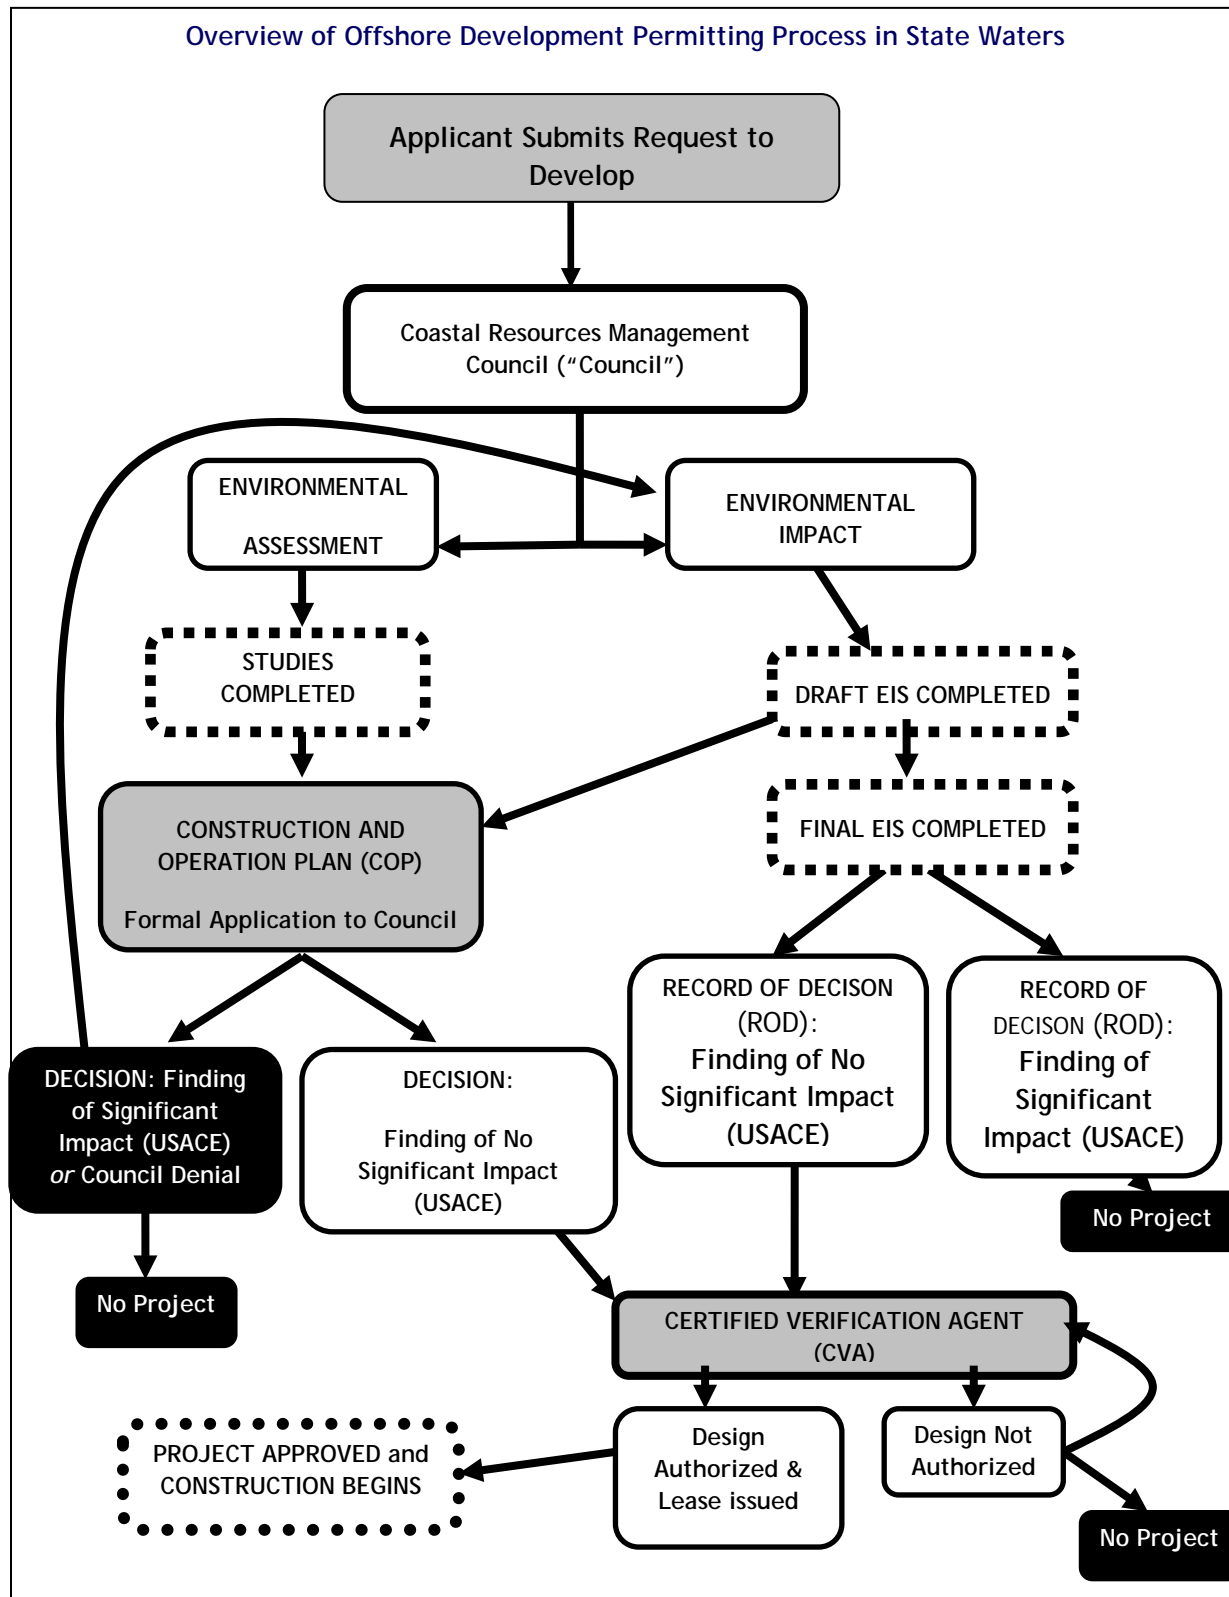 Overview of Offshore Development Permitting Process in State Waters
Applicant Submits Request to
Develop
Coastal Resources Management
Council (“Council”)
ENVIRONMENTAL
ASSESSMENT
ENVIRONMENTAL
IMPACT
STUDIES
COMPLETED
DRAFT EIS COMPLETED
CONSTRUCTION AND
OPERATION PLAN (COP)
Formal Application to Council
FINAL EIS COMPLETED
DECISION: Finding
of Significant
Impact (USACE)
or Council Denial
DECISION:
Finding of No
Significant Impact
(USACE)
RECORD OF DECISON
(ROD):
Finding of No
Significant Impact
(USACE)
RECORD OF
DECISON (ROD):
Finding of
Significant
Impact (USACE)
No Project
No Project
CERTIFIED VERIFICATION AGENT
(CVA)
PROJECT APPROVED and
CONSTRUCTION BEGINS
Design
Authorized &
Lease issued
Design Not
Authorized
No Project